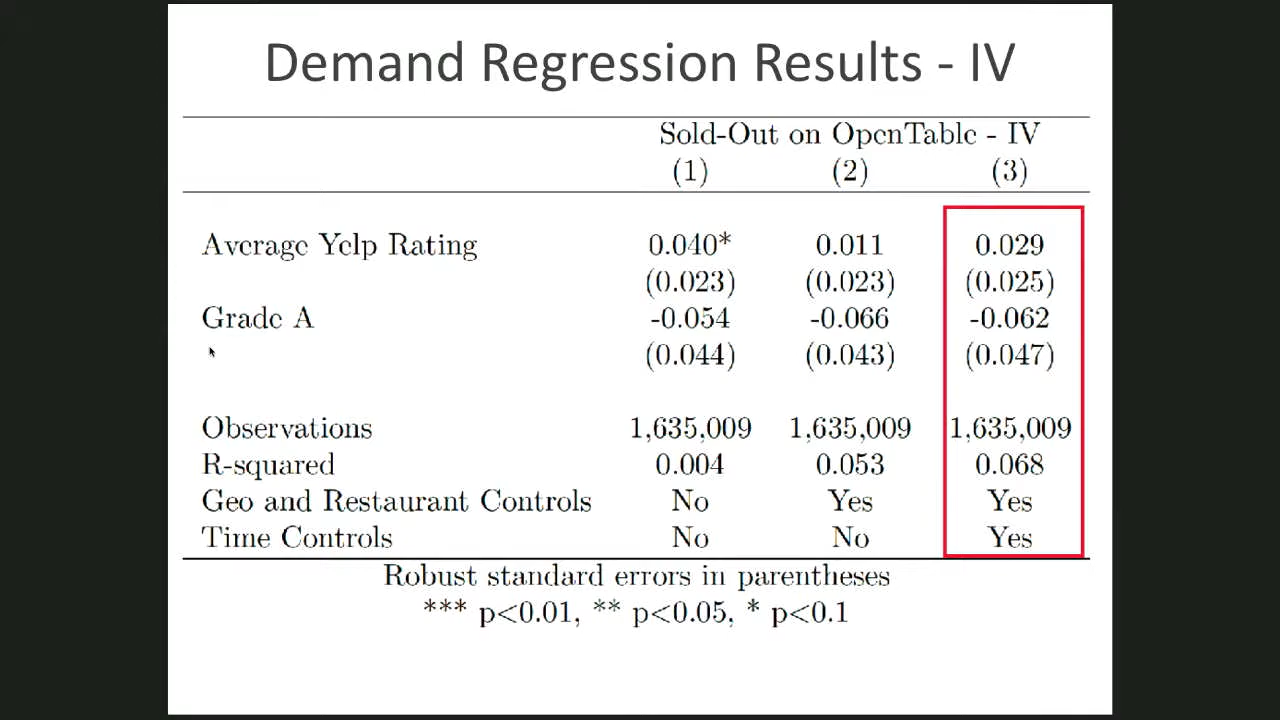 Demand Regression Results - IV
Sold-Out on OpenTable - IV
(1) (2) (3)
Average Yelp Rating 0.040* 0.011 0.029
(0.023) (0.023) (0.025)
Grade A -0.054 -0.066 -0.062
(0.044) (0.043) (0.047)
Observations 1,635,009 1,635,009 1,635,009
R-squared 0.004 0.053 0.068
Geo and Restaurant Controls No Yes Yes
Time Controls No No Yes
Robust standard errors in parentheses
*** p<0.01, ** p<0.05, * p<0.1